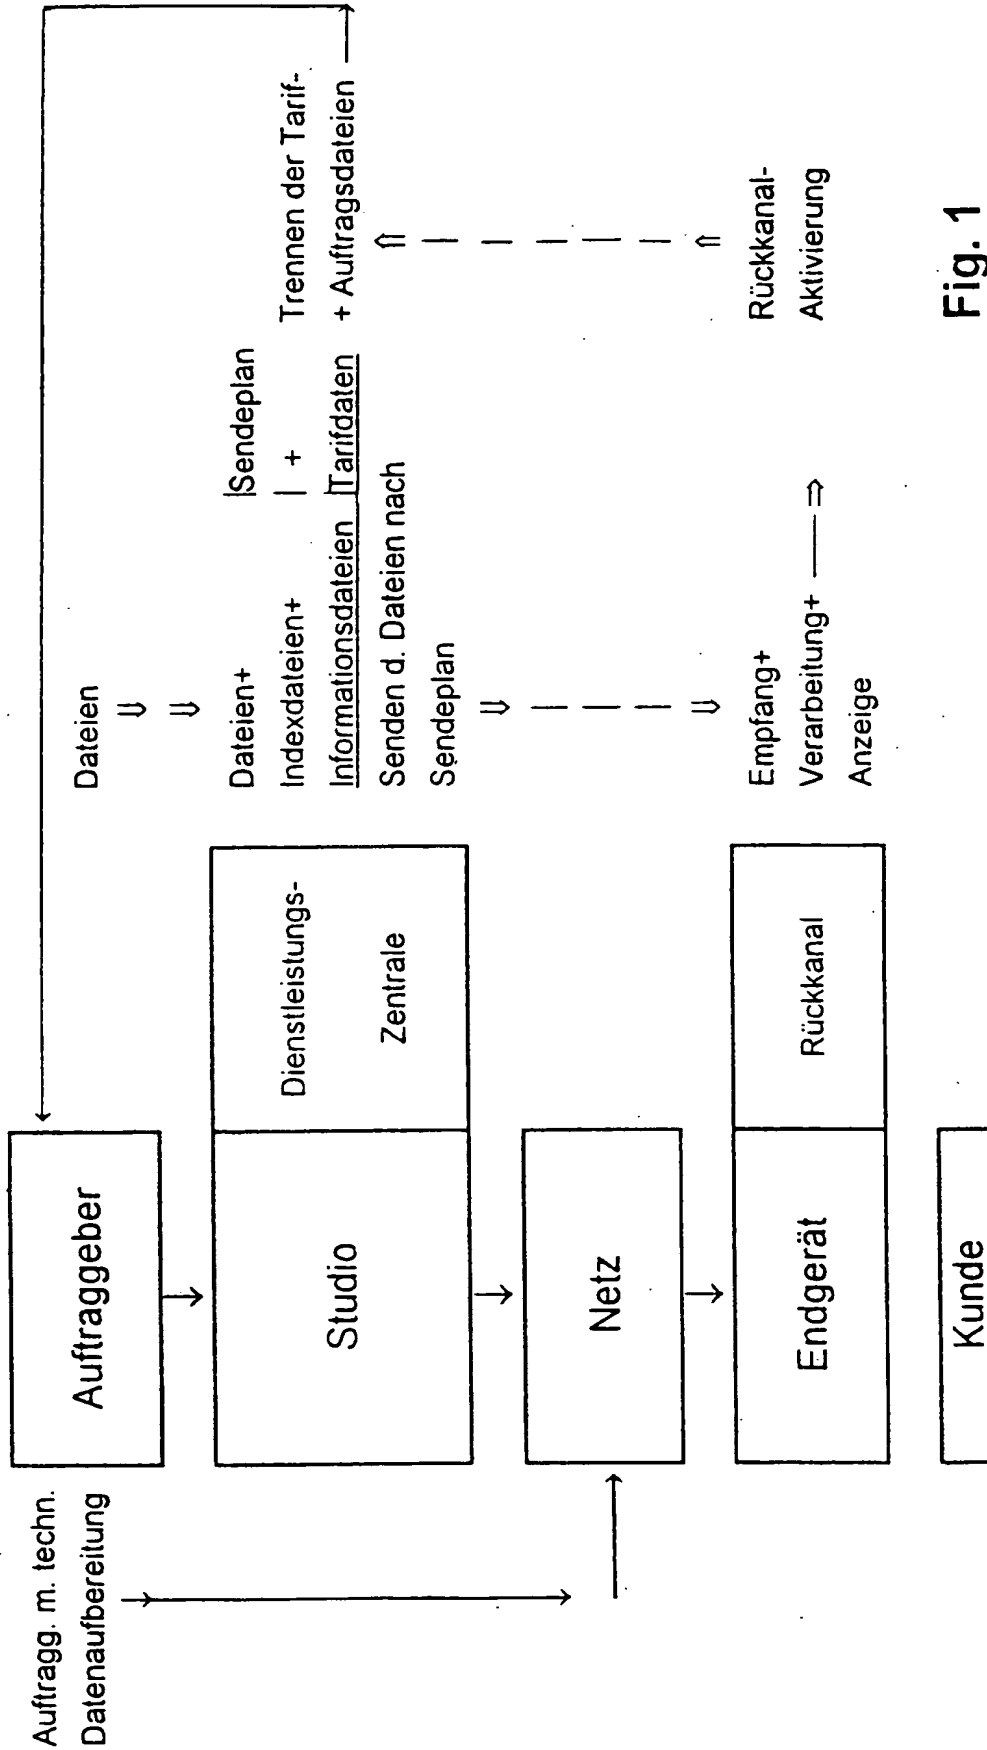 Auftragg. m. techn.
Datenaufbereitung
Auftraggeber
Studio
Dienstleistungs-
Zentrale
Netz
Endgerät
Rückkanal
Kunde
Dateien
Dateien+
Indexdateien+
Informationsdateien
|Sendeplan
| +
|Tarifdaten
Senden d. Dateien nach
Sendeplan
Trennen der Tarif-
+ Auftragsdateien
Empfang+
Verarbeitung+
Anzeige
Rückkanal-
Aktivierung
Fig. 1